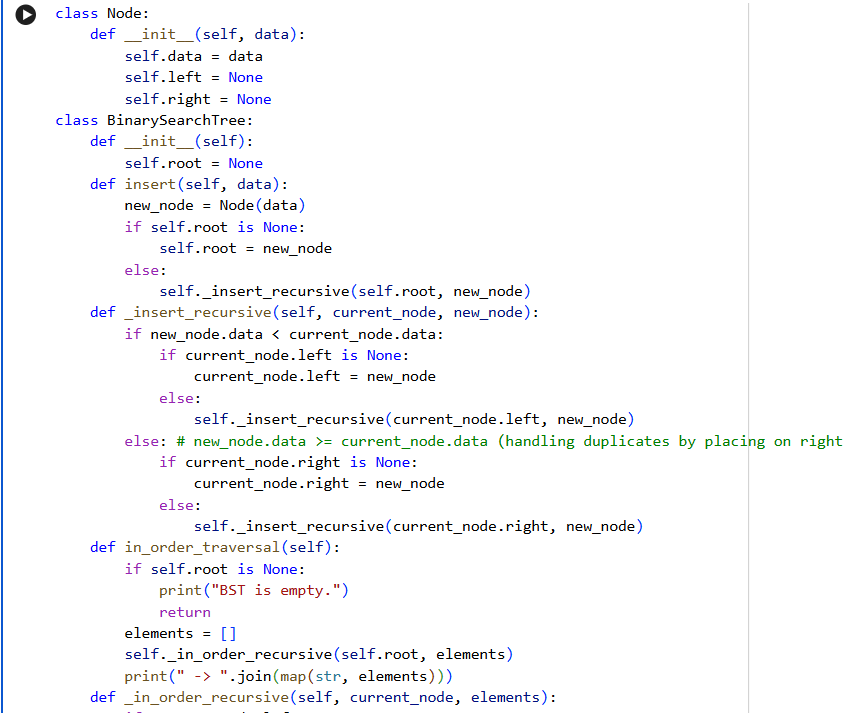 class Node:
    def __init__(self, data):
        self.data = data
        self.left = None
        self.right = None
class BinarySearchTree:
    def __init__(self):
        self.root = None
    def insert(self, data):
        new_node = Node(data)
        if self.root is None:
            self.root = new_node
        else:
            self._insert_recursive(self.root, new_node)
    def _insert_recursive(self, current_node, new_node):
        if new_node.data < current_node.data:
            if current_node.left is None:
                current_node.left = new_node
            else:
                self._insert_recursive(current_node.left, new_node)
        else: # new_node.data >= current_node.data (handling duplicates by placing on right
            if current_node.right is None:
                current_node.right = new_node
            else:
                self._insert_recursive(current_node.right, new_node)
    def in_order_traversal(self):
        if self.root is None:
            print("BST is empty.")
            return
        elements = []
        self._in_order_recursive(self.root, elements)
        print(" -> ".join(map(str, elements)))
    def _in_order_recursive(self, current_node, elements):